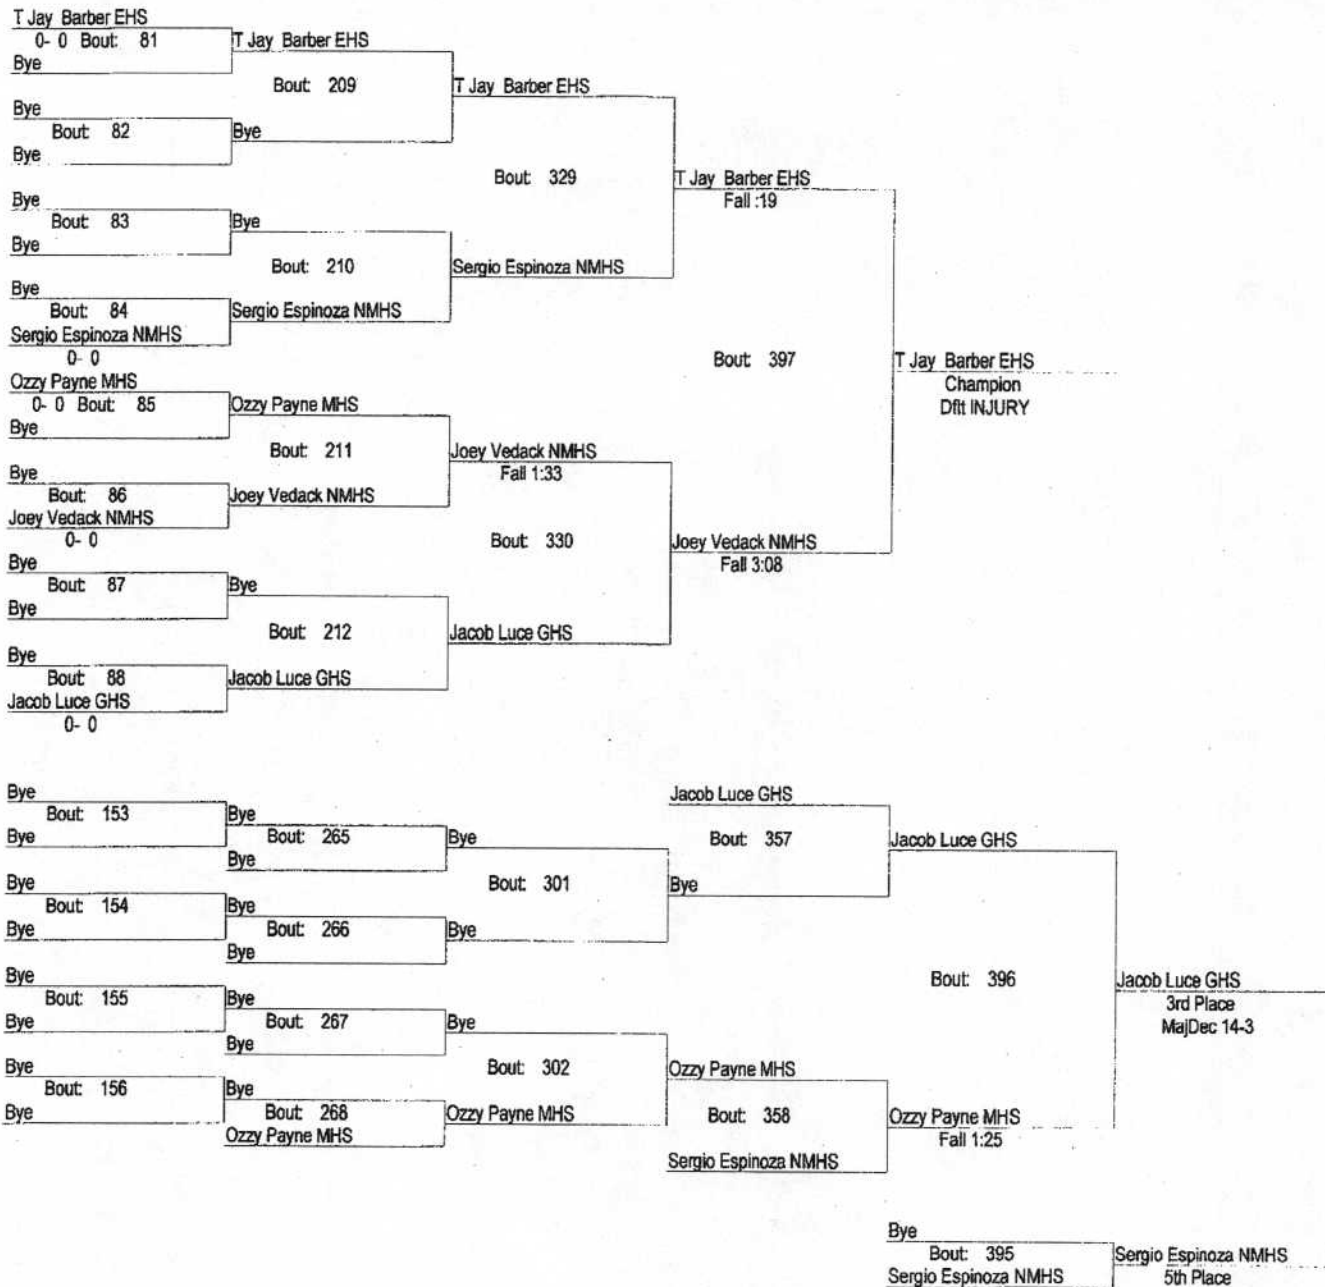 T Jay Barber EHS
0- 0 Bout: 81
Bye
Bye
Bout: 82
Bye
Bye
Bout: 83
Bye
Bye
Bout: 84
Sergio Espinoza NMHS
0- 0
Ozzy Payne MHS
0- 0 Bout: 85
Bye
Bye
Bout: 86
Joey Vedack NMHS
0- 0
Bye
Bout: 87
Bye
Bye
Bout: 88
Jacob Luce GHS
0- 0
T Jay Barber EHS
Bout: 209
Bye
Bye
Bout: 210
Sergio Espinoza NMHS
Ozzy Payne MHS
Bout: 211
Joey Vedack NMHS
Bye
Bout: 212
Jacob Luce GHS
T Jay Barber EHS
Bout: 329
Sergio Espinoza NMHS
Joey Vedack NMHS
Fall 1:33
Bout: 330
Jacob Luce GHS
T Jay Barber EHS
Fall :19
Bout: 397
Joey Vedack NMHS
Fall 3:08
T Jay Barber EHS
Champion
Dflt INJURY
Bye
Bout: 153
Bye
Bye
Bout: 154
Bye
Bye
Bout: 155
Bye
Bye
Bout: 156
Bye
Bye
Bout: 265
Bye
Bye
Bout: 266
Bye
Bye
Bout: 267
Bye
Bye
Bout: 268
Ozzy Payne MHS
Bye
Bout: 301
Bye
Bye
Bout: 302
Ozzy Payne MHS
Jacob Luce GHS
Bout: 357
Bye
Ozzy Payne MHS
Bout: 358
Sergio Espinoza NMHS
Jacob Luce GHS
Bout: 396
Ozzy Payne MHS
Fall 1:25
Jacob Luce GHS
3rd Place
MajDec 14-3
Bye
Bout: 395
Sergio Espinoza NMHS
Sergio Espinoza NMHS
5th Place